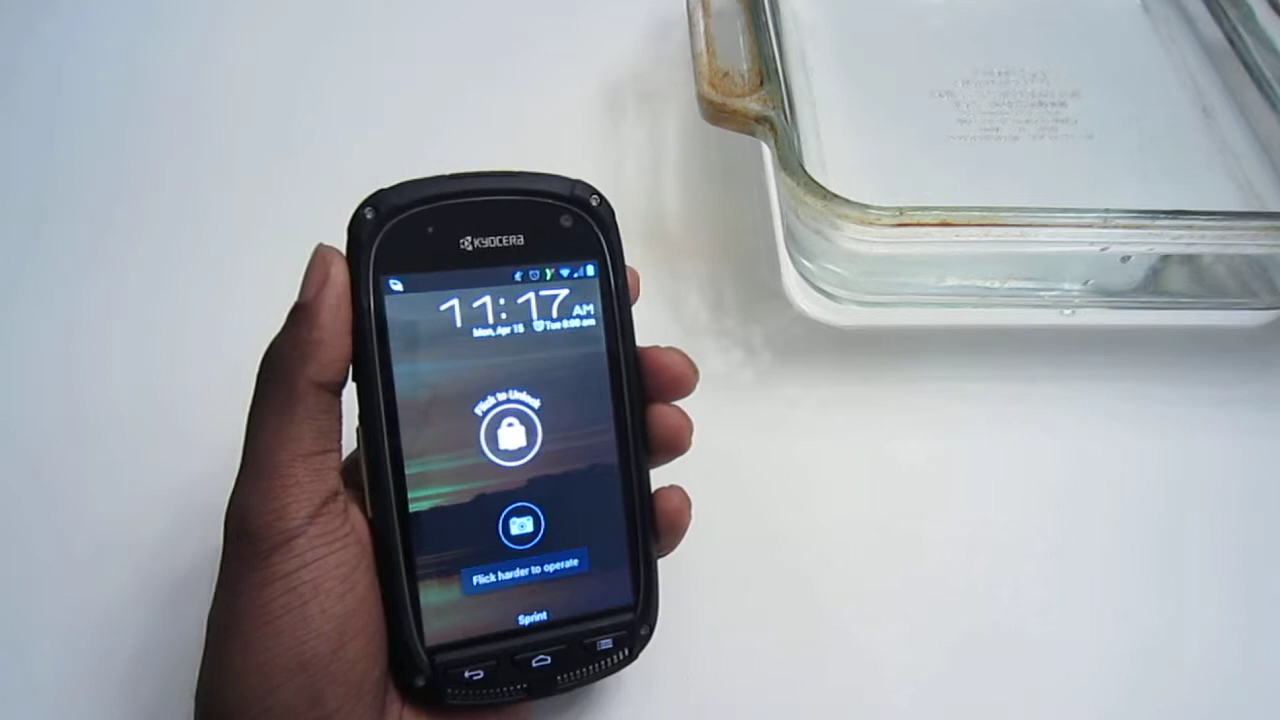 KYOCERA
11:17 AM
Mon, Apr 15 Tue 8:00 am
Flick to Unlock
Flick harder to operate
Sprint